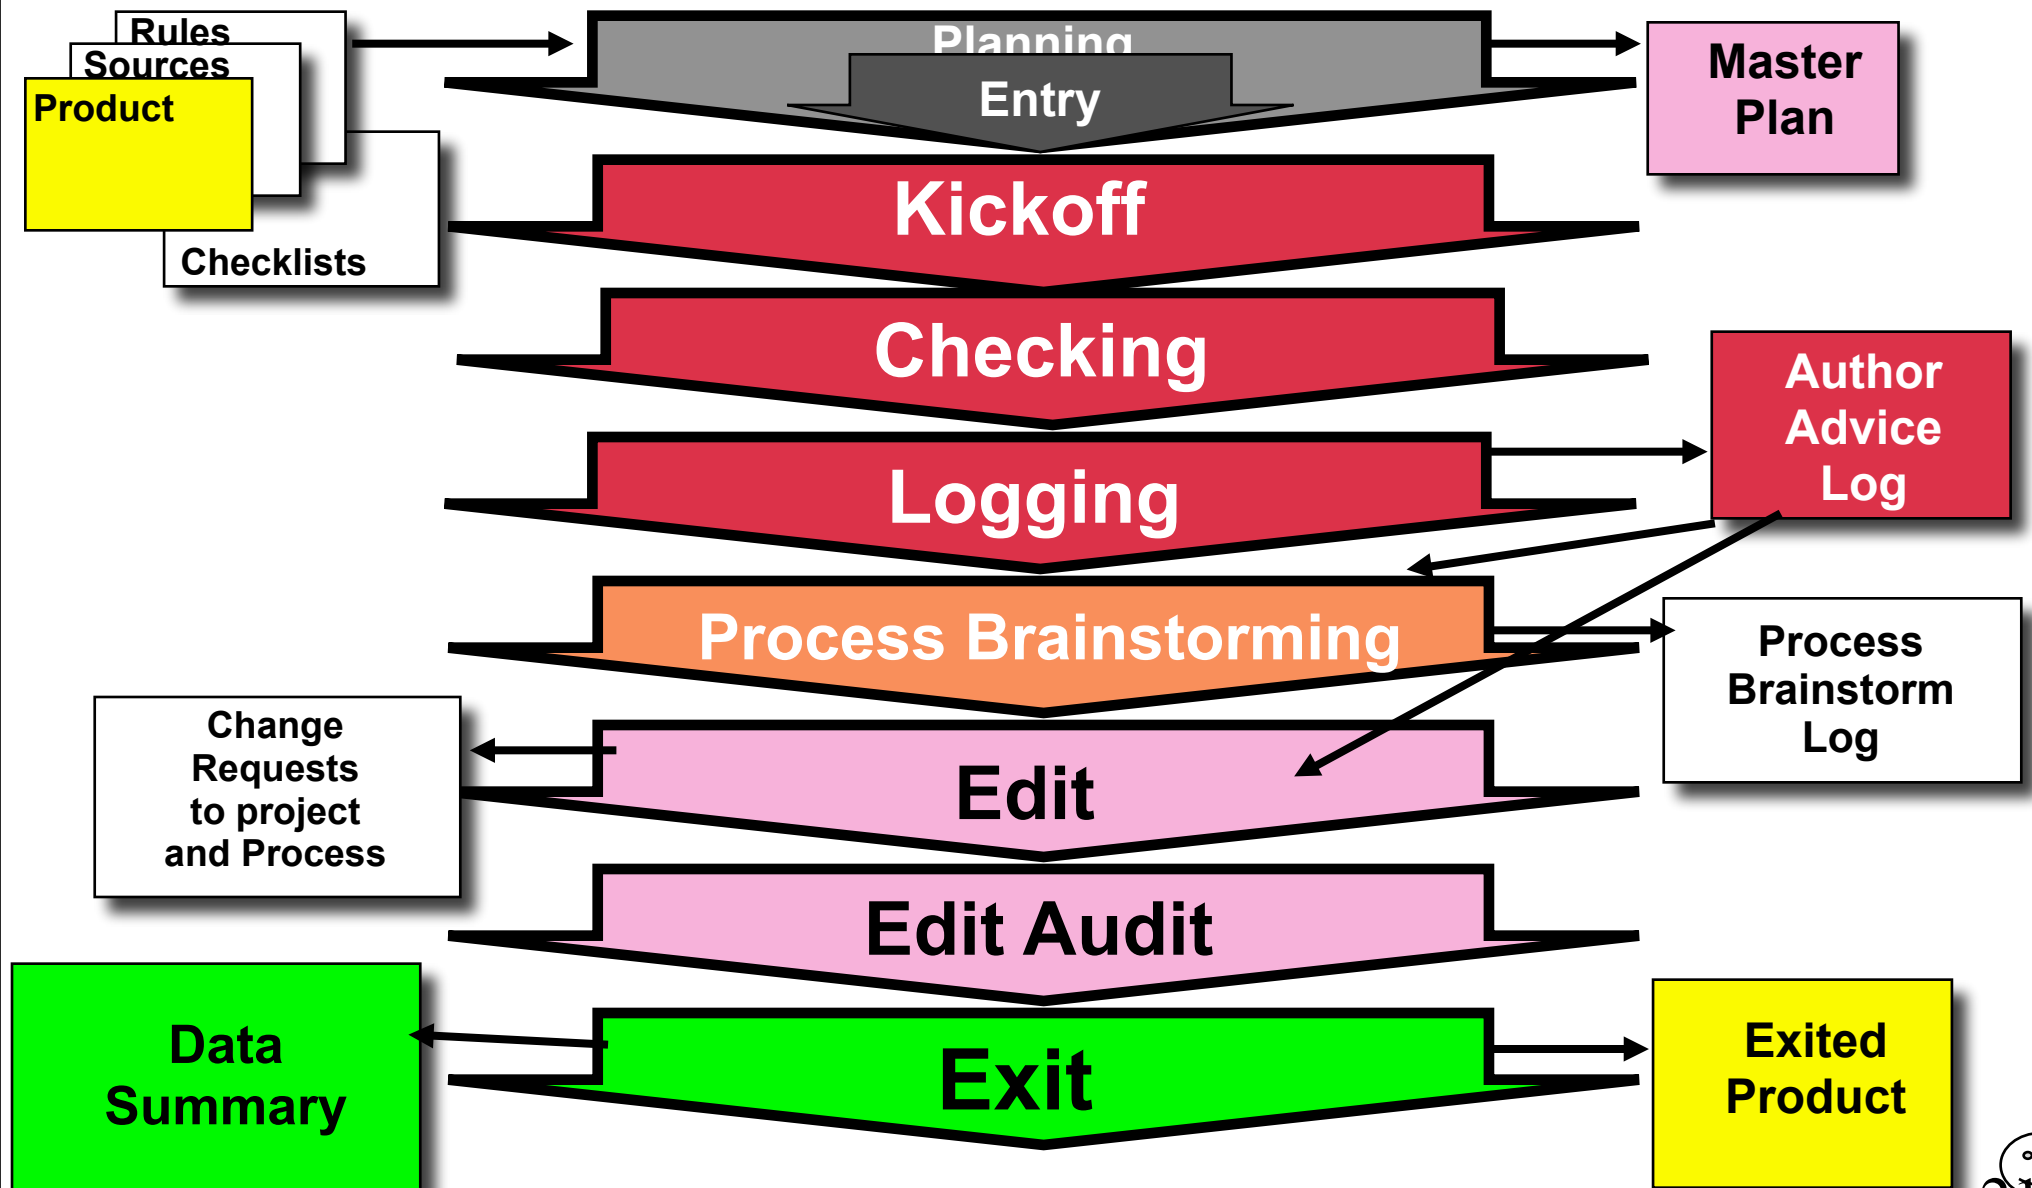 Rules
Sources
Product
Checklists
Planning
Entry
Master
Plan
Kickoff
Checking
Logging
Author
Advice
Log
Process Brainstorming
Process
Brainstorm
Log
Change
Requests
to project
and Process
Edit
Edit Audit
Data
Summary
Exit
Exited
Product